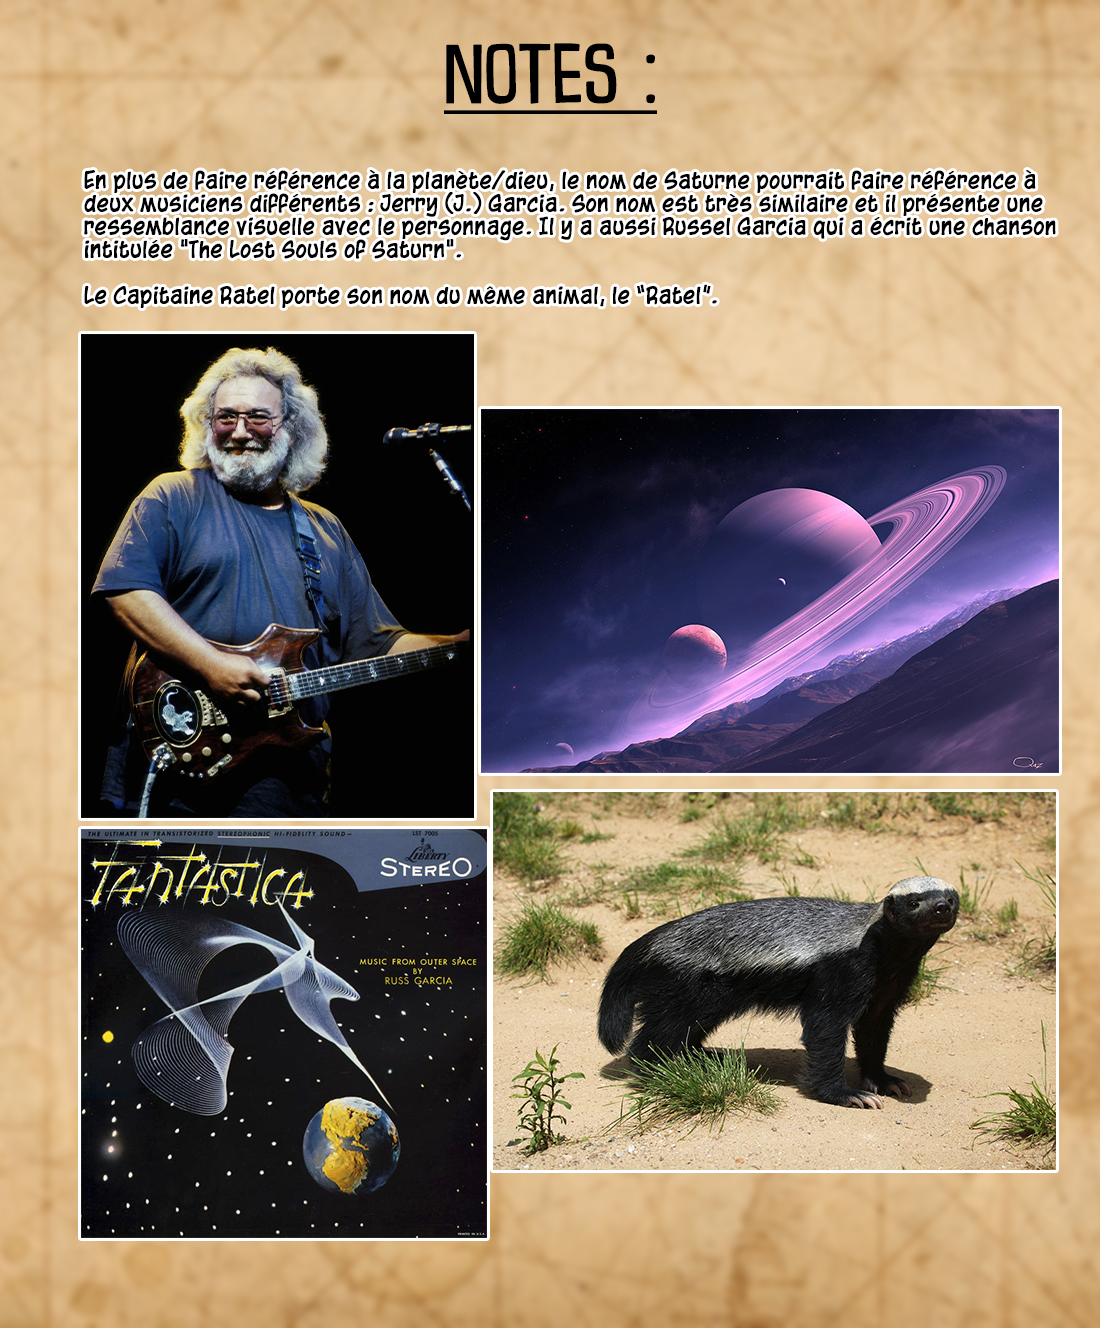 NOTES :
En plus de faire référence à la planète/dieu, le nom de Saturne pourrait faire référence à
deux musiciens différents : Jerry (J.) Garcia. Son nom est très similaire et il présente une
ressemblance visuelle avec le personnage. Il y a aussi Russel Garcia qui a écrit une chanson
intitulée "The Lost Souls of Saturn".
Le Capitaine Ratel porte son nom du même animal, le "Ratel".
THE ULTIMATE IN TRANSISTORIZED STEREOPHONIC HI-FIDELITY SOUND—
LST 7005
LIBERTY
STEREO
FANTASTICA
MUSIC FROM OUTER SPACE
BY
RUSS GARCIA
PRINTED IN U.S.A.